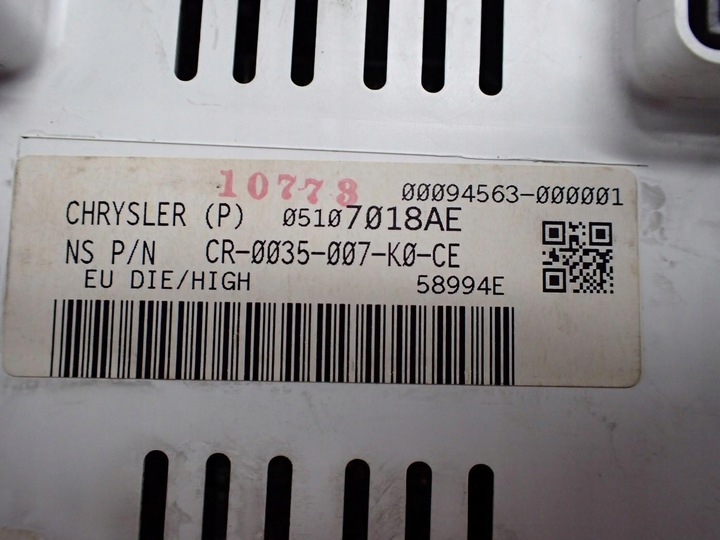 10773
00094563-000001
CHRYSLER (P) 05107018AE
NS P/N CR-0035-007-K0-CE
EU DIE/HIGH 58994E